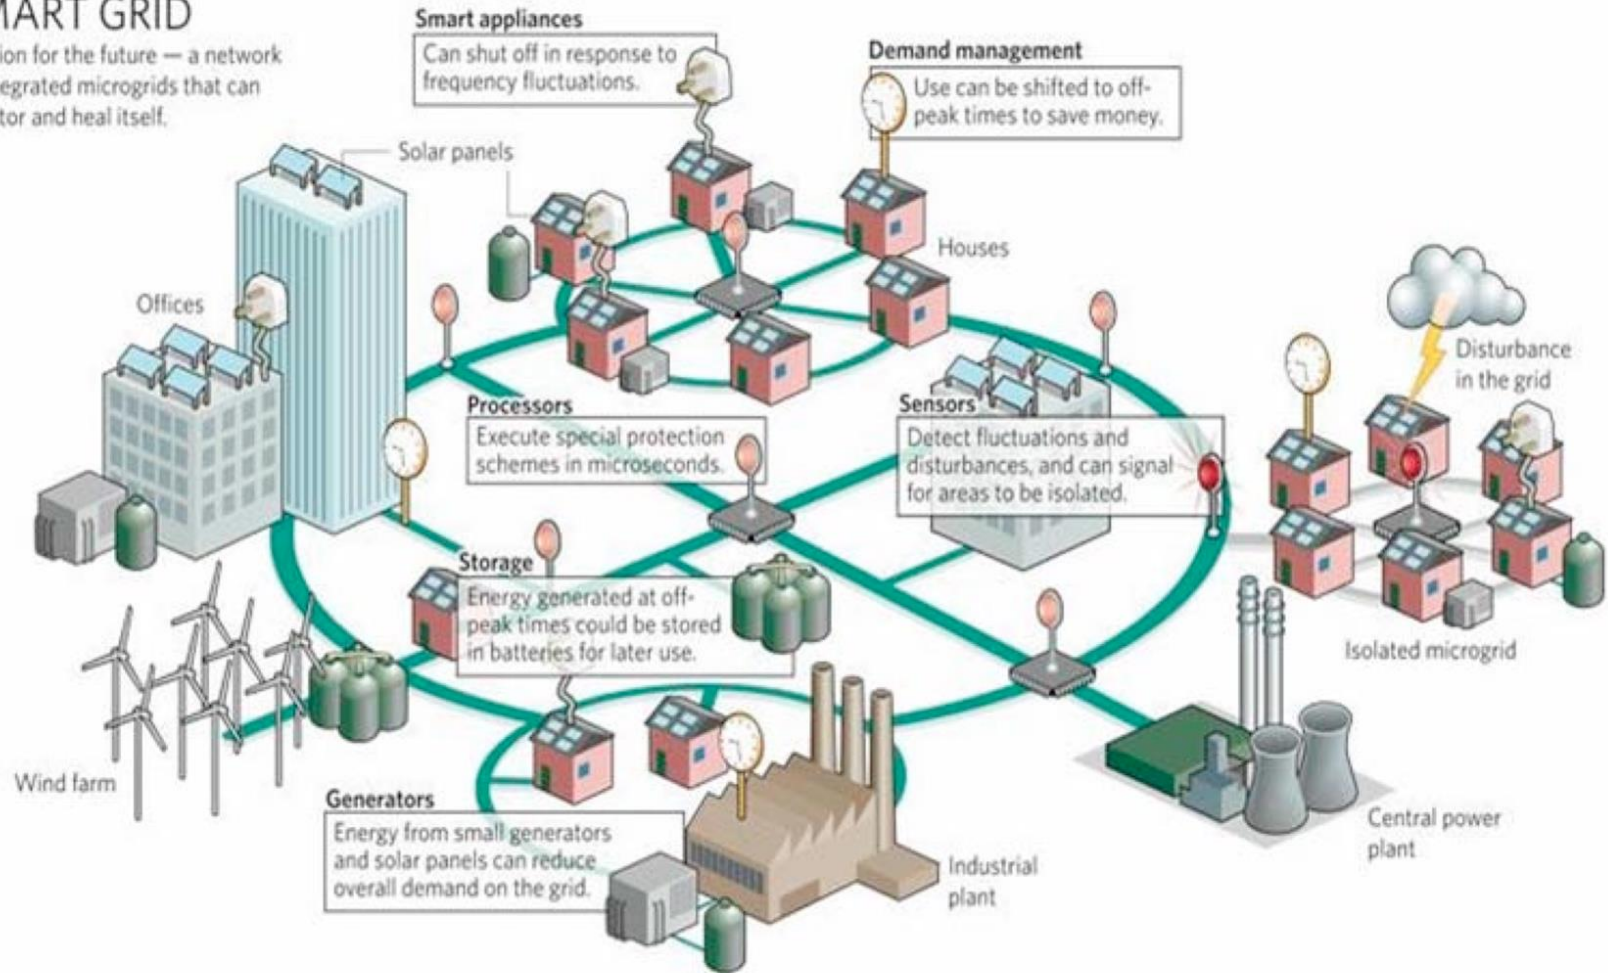 MART GRID
ion for the future — a network
egrated microgrids that can
tor and heal itself.
Smart appliances
Can shut off in response to
frequency fluctuations.
Demand management
Use can be shifted to off-
peak times to save money.
Solar panels
Houses
Offices
Disturbance
in the grid
Processors
Execute special protection
schemes in microseconds.
Sensors
Detect fluctuations and
disturbances, and can signal
for areas to be isolated.
Storage
Energy generated at off-
peak times could be stored
in batteries for later use.
Isolated microgrid
Wind farm
Generators
Energy from small generators
and solar panels can reduce
overall demand on the grid.
Industrial
plant
Central power
plant